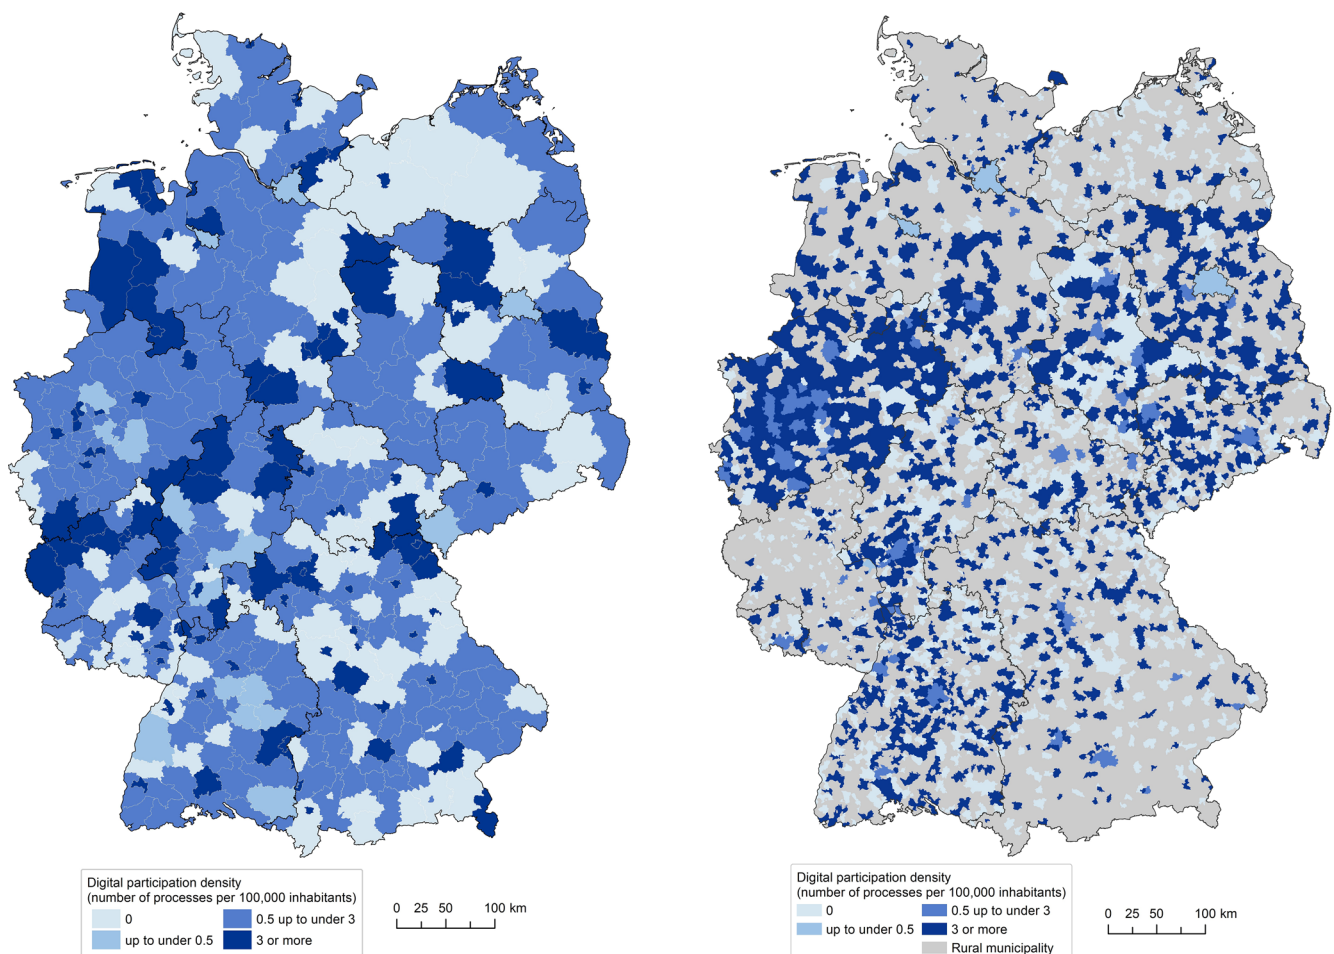 Digital participation density
(number of processes per 100,000 inhabitants)
0
0.5 up to under 3
up to under 0.5
3 or more
0 25 50 100 km
Digital participation density
(number of processes per 100,000 inhabitants)
0
0.5 up to under 3
up to under 0.5
3 or more
Rural municipality
0 25 50 100 km